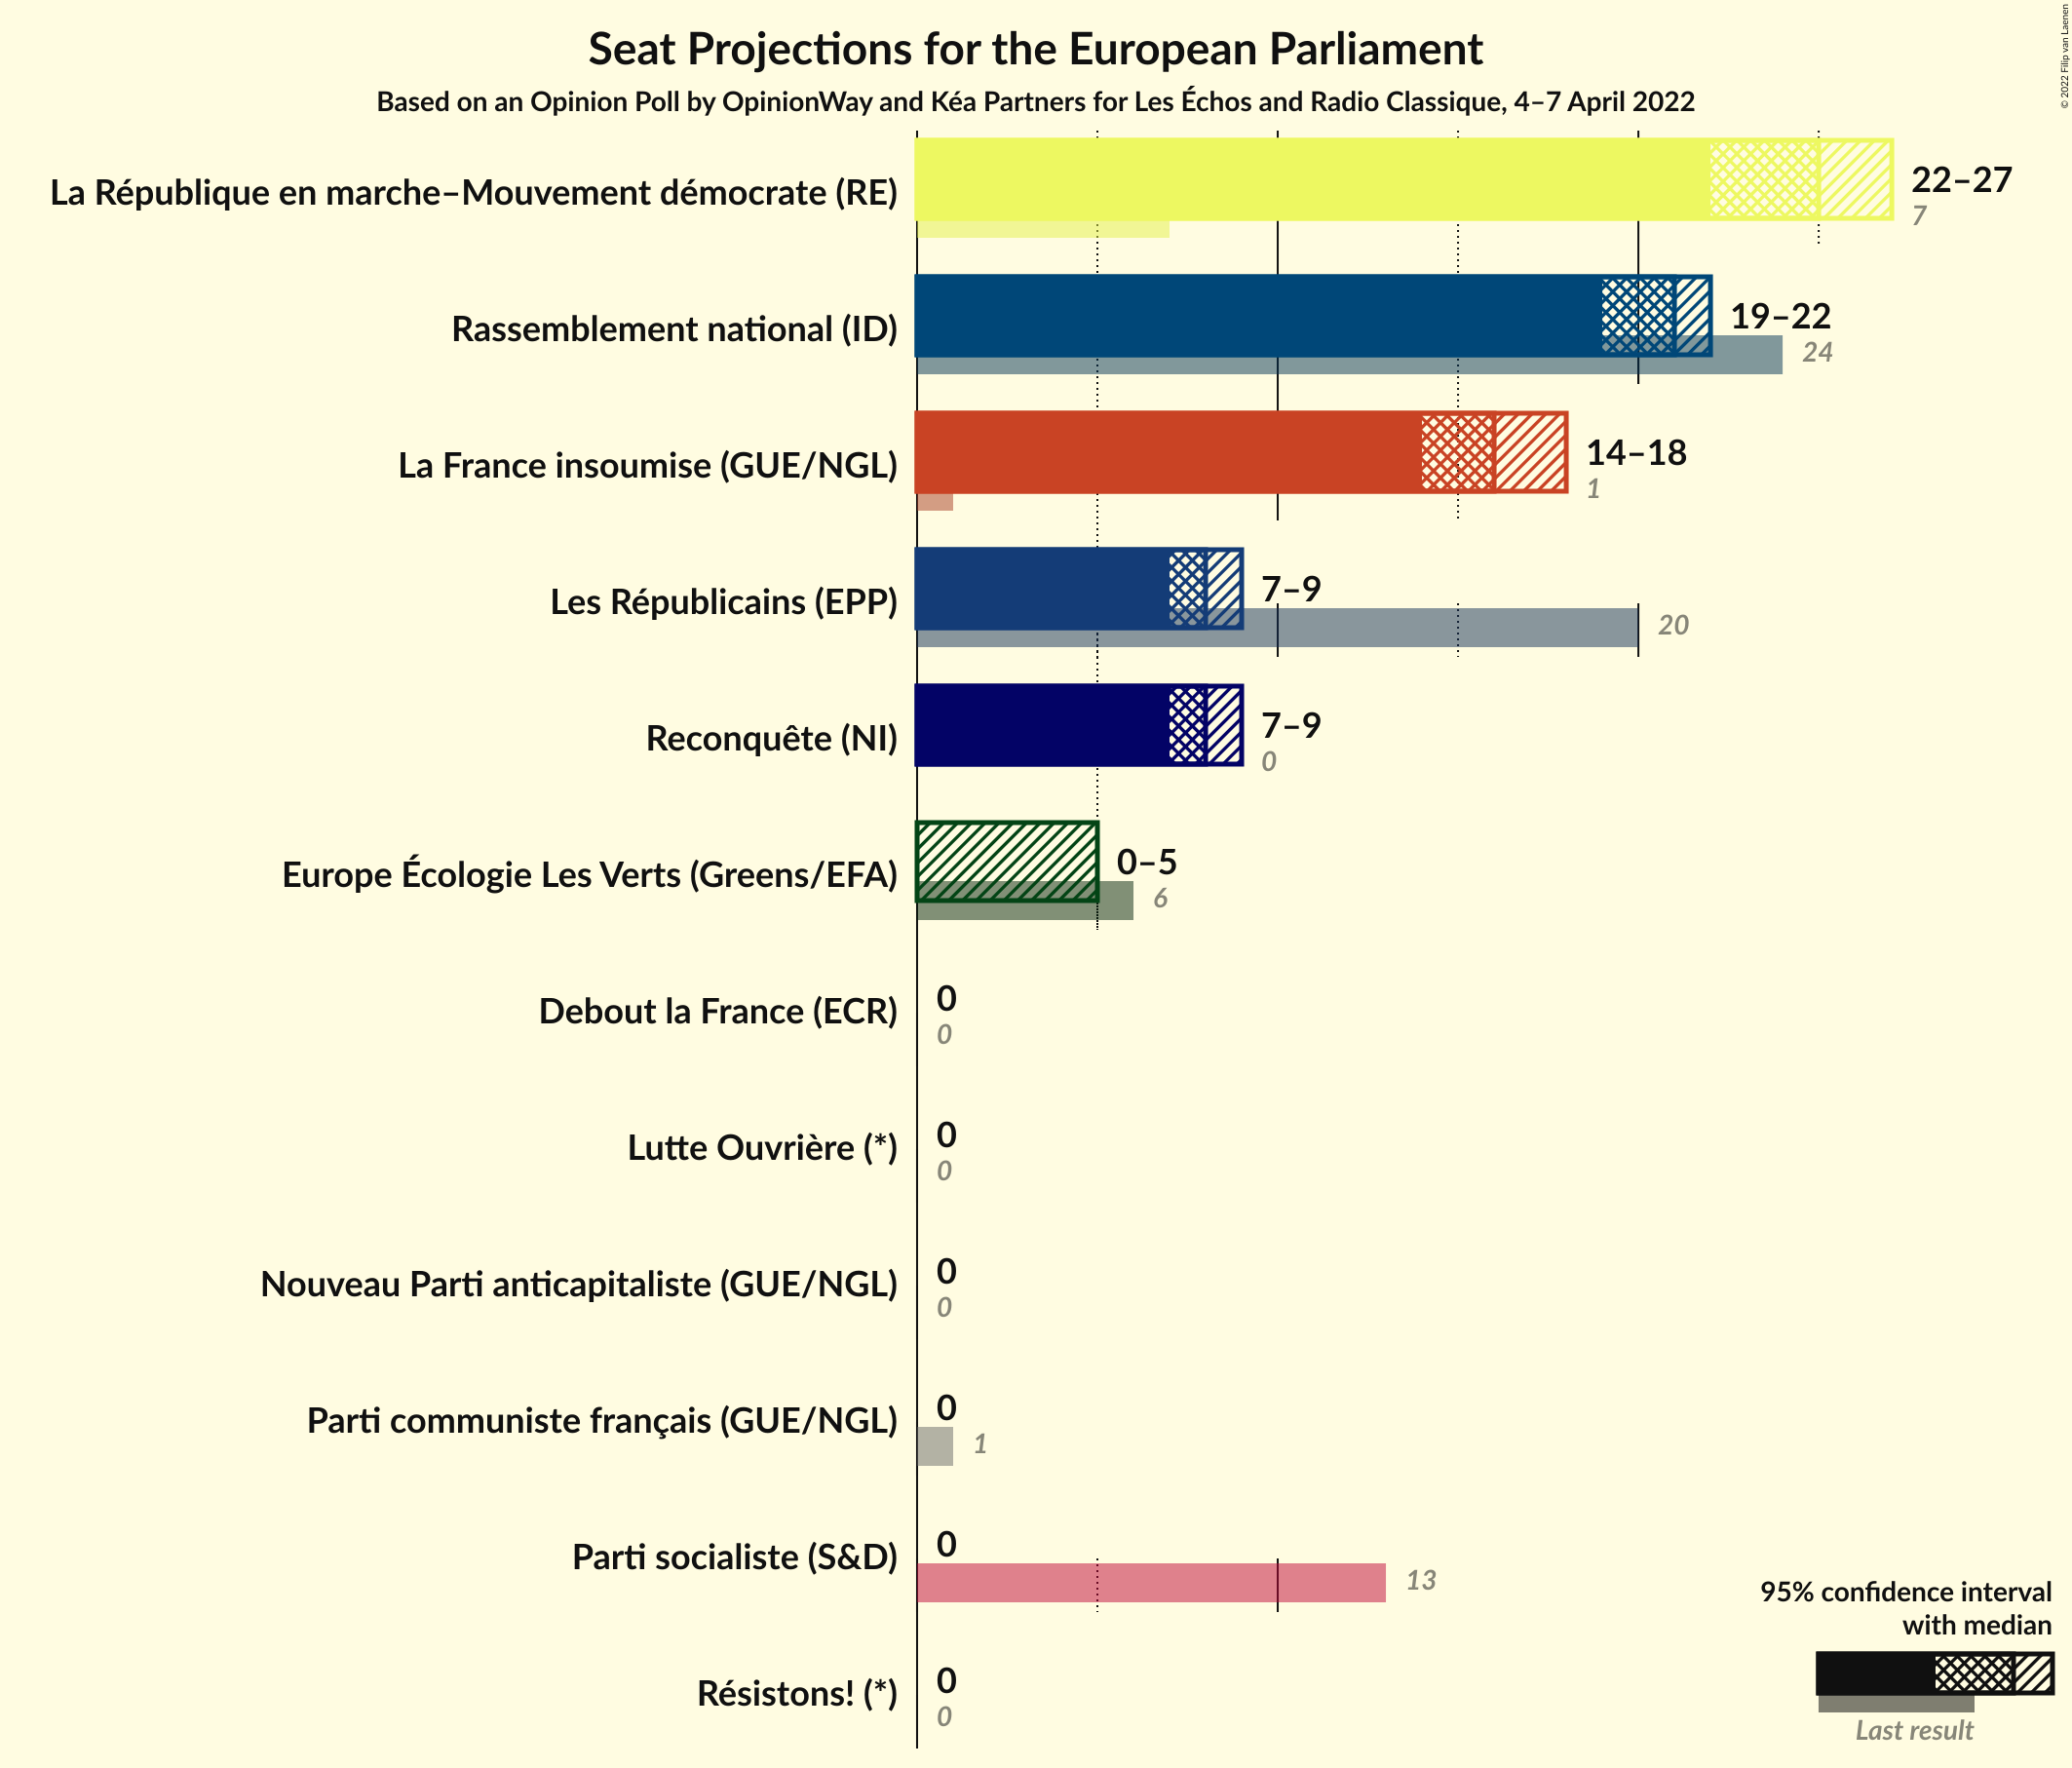 Seat Projections for the European Parliament
Based on an Opinion Poll by OpinionWay and Kéa Partners for Les Échos and Radio Classique, 4–7 April 2022
© 2022 Filip van Laenen
La République en marche–Mouvement démocrate (RE)
22–27
7
Rassemblement national (ID)
19–22
24
La France insoumise (GUE/NGL)
14–18
1
Les Républicains (EPP)
7–9
20
Reconquête (NI)
7–9
0
Europe Écologie Les Verts (Greens/EFA)
0–5
6
Debout la France (ECR)
0
0
Lutte Ouvrière (*)
0
0
Nouveau Parti anticapitaliste (GUE/NGL)
0
0
Parti communiste français (GUE/NGL)
0
1
Parti socialiste (S&D)
0
13
Résistons! (*)
0
0
95% confidence interval
with median
Last result